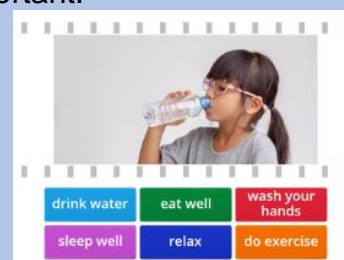 drink water
eat well
wash your
hands
sleep well
relax
do exercise